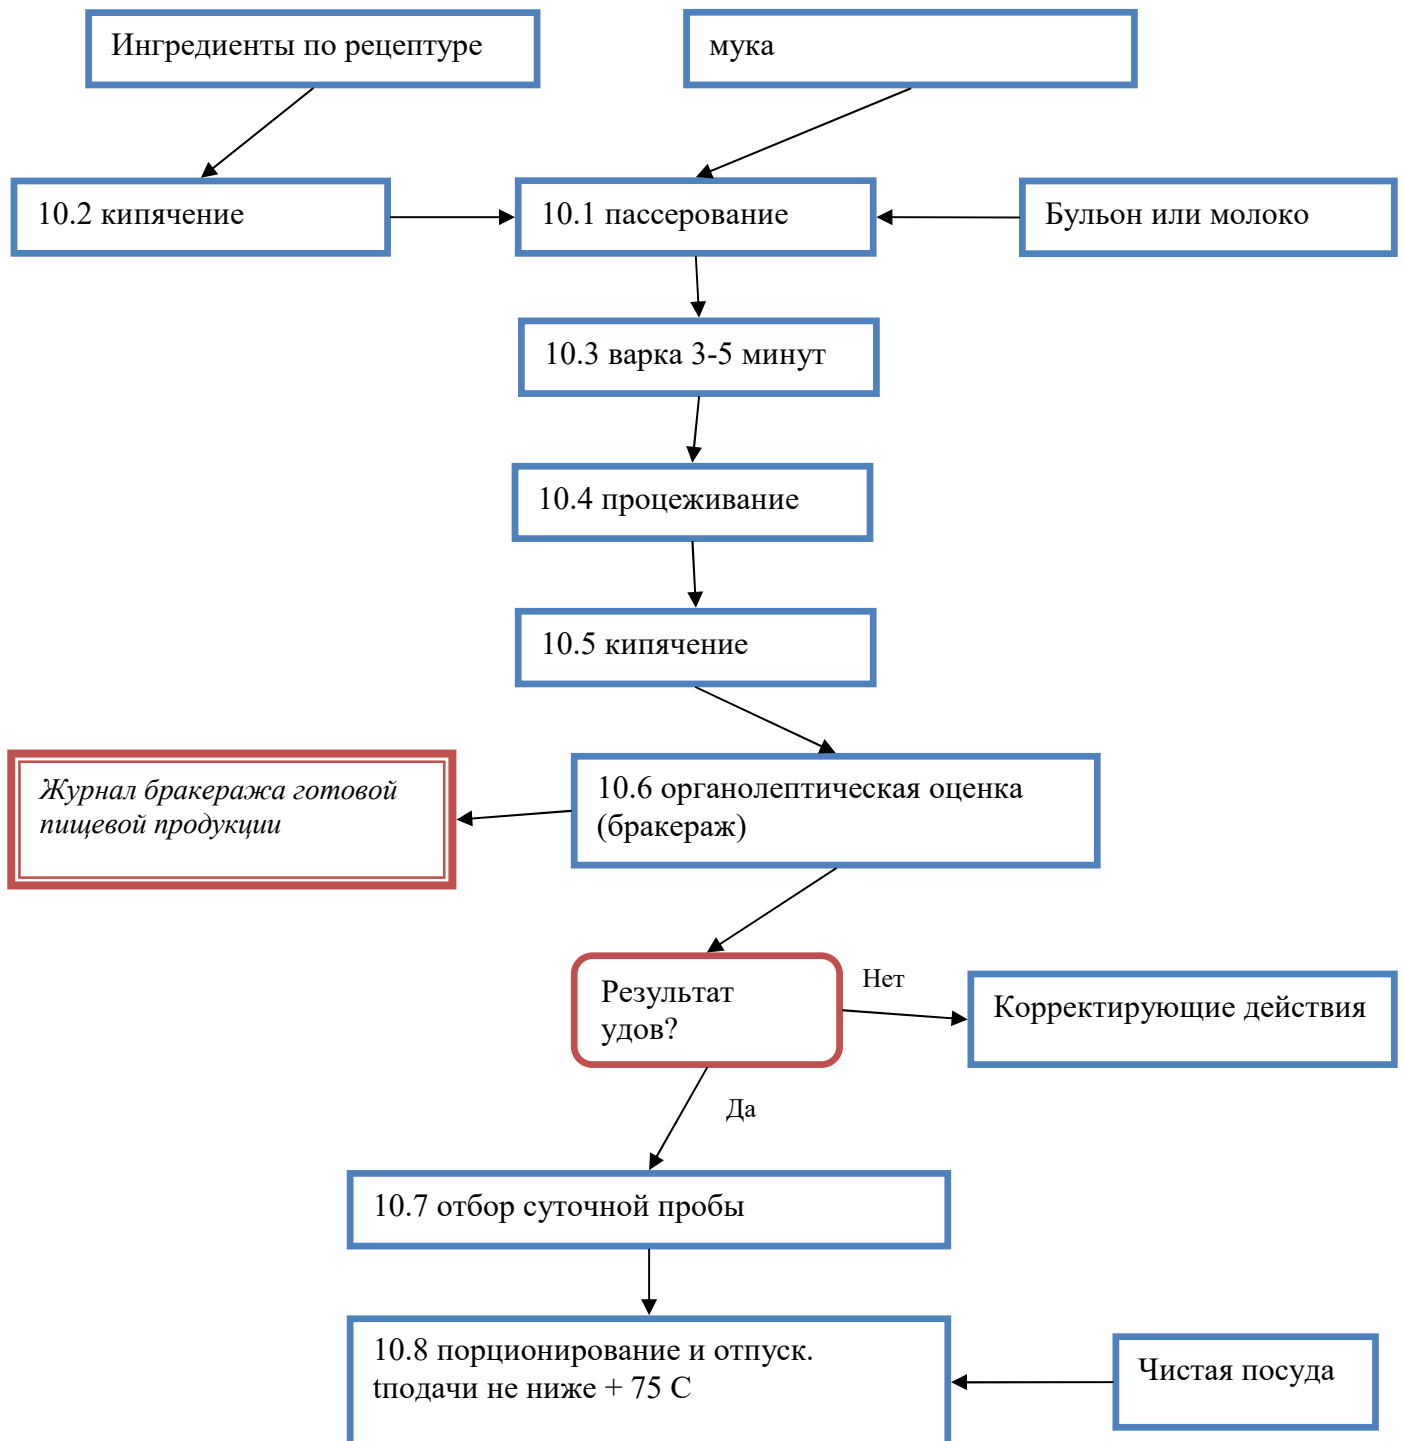 Ингредиенты по рецептуре
мука
10.2 кипячение
10.1 пассерование
Бульон или молоко
10.3 варка 3-5 минут
10.4 процеживание
10.5 кипячение
Журнал бракеража готовой
пищевой продукции
10.6 органолептическая оценка
(бракераж)
Результат
удов?
Нет
Корректирующие действия
Да
10.7 отбор суточной пробы
10.8 порционирование и отпуск.
tподачи не ниже + 75 С
Чистая посуда